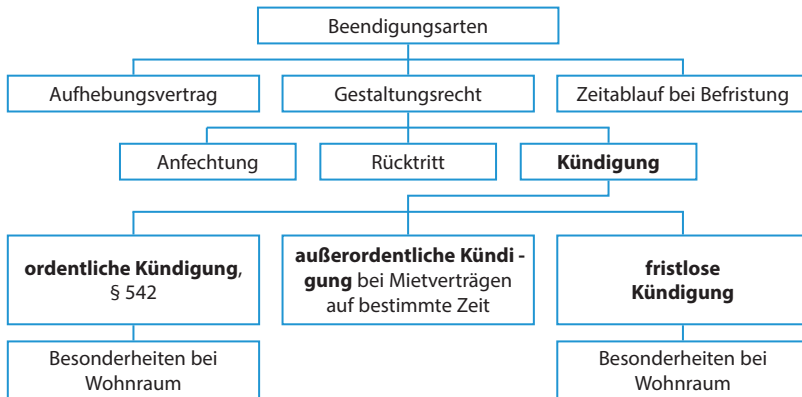 Beendigungsarten
Aufhebungsvertrag
Gestaltungsrecht
Zeitablauf bei Befristung
Anfechtung
Rücktritt
Kündigung
ordentliche Kündigung,
§ 542
außerordentliche Kündi -
gung bei Mietverträgen
auf bestimmte Zeit
fristlose
Kündigung
Besonderheiten bei
Wohnraum
Besonderheiten bei
Wohnraum